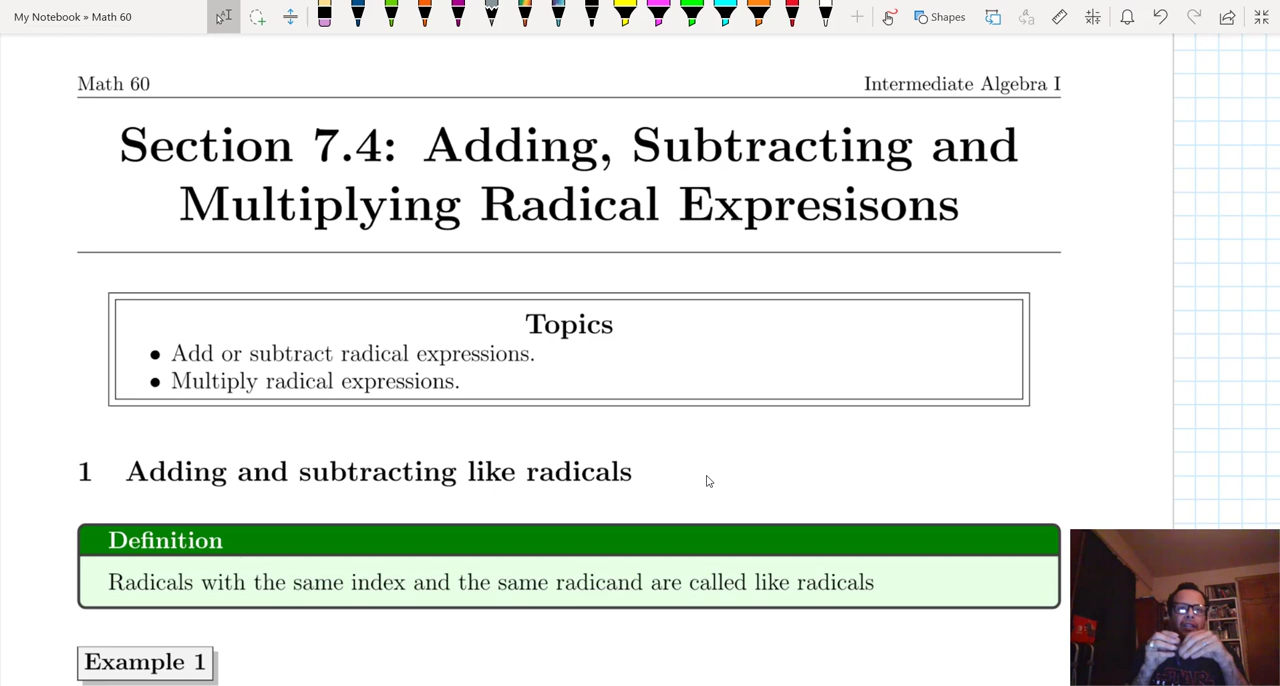 My Notebook » Math 60
Shapes
Math 60
Intermediate Algebra I
Section 7.4: Adding, Subtracting and
Multiplying Radical Expresisons
Topics
• Add or subtract radical expressions.
• Multiply radical expressions.
1 Adding and subtracting like radicals
Definition
Radicals with the same index and the same radicand are called like radicals
Example 1